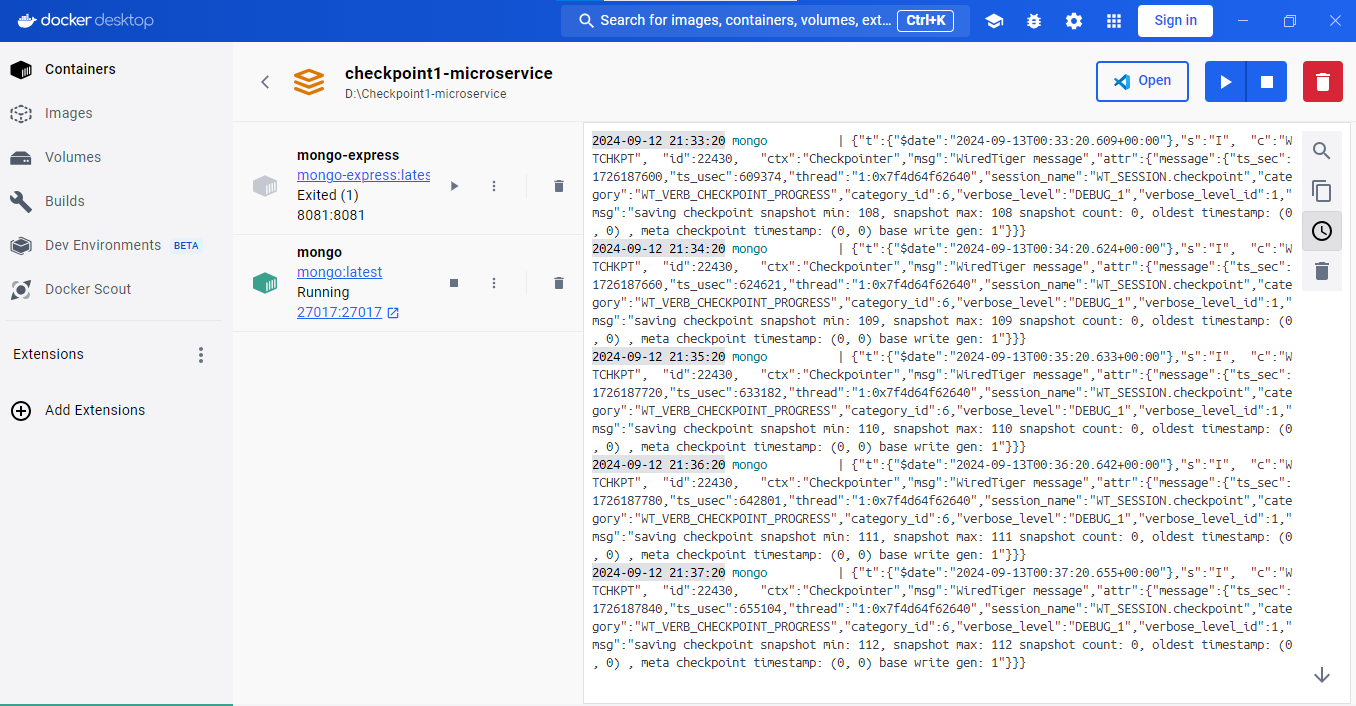 docker desktop
Search for images, containers, volumes, ext... Ctrl+K
Sign in
Containers
Images
Volumes
Builds
Dev Environments BETA
Docker Scout
Extensions
Add Extensions
checkpoint1-microservice
D:\Checkpoint1-microservice
Open
mongo-express
mongo-express:lates
Exited (1)
8081:8081
mongo
mongo:latest
Running
27017:27017
2024-09-12 21:33:20 mongo | {"t":{"$date":"2024-09-13T00:33:20.609+00:00"},"s":"I", "c":"W
TCHKPT", "id":22430, "ctx":"Checkpointer","msg":"WiredTiger message","attr":{"message":{"ts_sec":
1726187600,"ts_usec":609374,"thread":"1:0x7f4d64f62640","session_name":"WT_SESSION.checkpoint","cate
gory":"WT_VERB_CHECKPOINT_PROGRESS","category_id":6,"verbose_level":"DEBUG_1","verbose_level_id":1,"
msg":"saving checkpoint snapshot min: 108, snapshot max: 108 snapshot count: 0, oldest timestamp: (0
, 0) , meta checkpoint timestamp: (0, 0) base write gen: 1"}}}
2024-09-12 21:34:20 mongo | {"t":{"$date":"2024-09-13T00:34:20.624+00:00"},"s":"I", "c":"W
TCHKPT", "id":22430, "ctx":"Checkpointer","msg":"WiredTiger message","attr":{"message":{"ts_sec":
1726187660,"ts_usec":624621,"thread":"1:0x7f4d64f62640","session_name":"WT_SESSION.checkpoint","cate
gory":"WT_VERB_CHECKPOINT_PROGRESS","category_id":6,"verbose_level":"DEBUG_1","verbose_level_id":1,"
msg":"saving checkpoint snapshot min: 109, snapshot max: 109 snapshot count: 0, oldest timestamp: (0
, 0) , meta checkpoint timestamp: (0, 0) base write gen: 1"}}}
2024-09-12 21:35:20 mongo | {"t":{"$date":"2024-09-13T00:35:20.633+00:00"},"s":"I", "c":"W
TCHKPT", "id":22430, "ctx":"Checkpointer","msg":"WiredTiger message","attr":{"message":{"ts_sec":
1726187720,"ts_usec":633182,"thread":"1:0x7f4d64f62640","session_name":"WT_SESSION.checkpoint","cate
gory":"WT_VERB_CHECKPOINT_PROGRESS","category_id":6,"verbose_level":"DEBUG_1","verbose_level_id":1,"
msg":"saving checkpoint snapshot min: 110, snapshot max: 110 snapshot count: 0, oldest timestamp: (0
, 0) , meta checkpoint timestamp: (0, 0) base write gen: 1"}}}
2024-09-12 21:36:20 mongo | {"t":{"$date":"2024-09-13T00:36:20.642+00:00"},"s":"I", "c":"W
TCHKPT", "id":22430, "ctx":"Checkpointer","msg":"WiredTiger message","attr":{"message":{"ts_sec":
1726187780,"ts_usec":642801,"thread":"1:0x7f4d64f62640","session_name":"WT_SESSION.checkpoint","cate
gory":"WT_VERB_CHECKPOINT_PROGRESS","category_id":6,"verbose_level":"DEBUG_1","verbose_level_id":1,"
msg":"saving checkpoint snapshot min: 111, snapshot max: 111 snapshot count: 0, oldest timestamp: (0
, 0) , meta checkpoint timestamp: (0, 0) base write gen: 1"}}}
2024-09-12 21:37:20 mongo | {"t":{"$date":"2024-09-13T00:37:20.655+00:00"},"s":"I", "c":"W
TCHKPT", "id":22430, "ctx":"Checkpointer","msg":"WiredTiger message","attr":{"message":{"ts_sec":
1726187840,"ts_usec":655104,"thread":"1:0x7f4d64f62640","session_name":"WT_SESSION.checkpoint","cate
gory":"WT_VERB_CHECKPOINT_PROGRESS","category_id":6,"verbose_level":"DEBUG_1","verbose_level_id":1,"
msg":"saving checkpoint snapshot min: 112, snapshot max: 112 snapshot count: 0, oldest timestamp: (0
, 0) , meta checkpoint timestamp: (0, 0) base write gen: 1"}}}